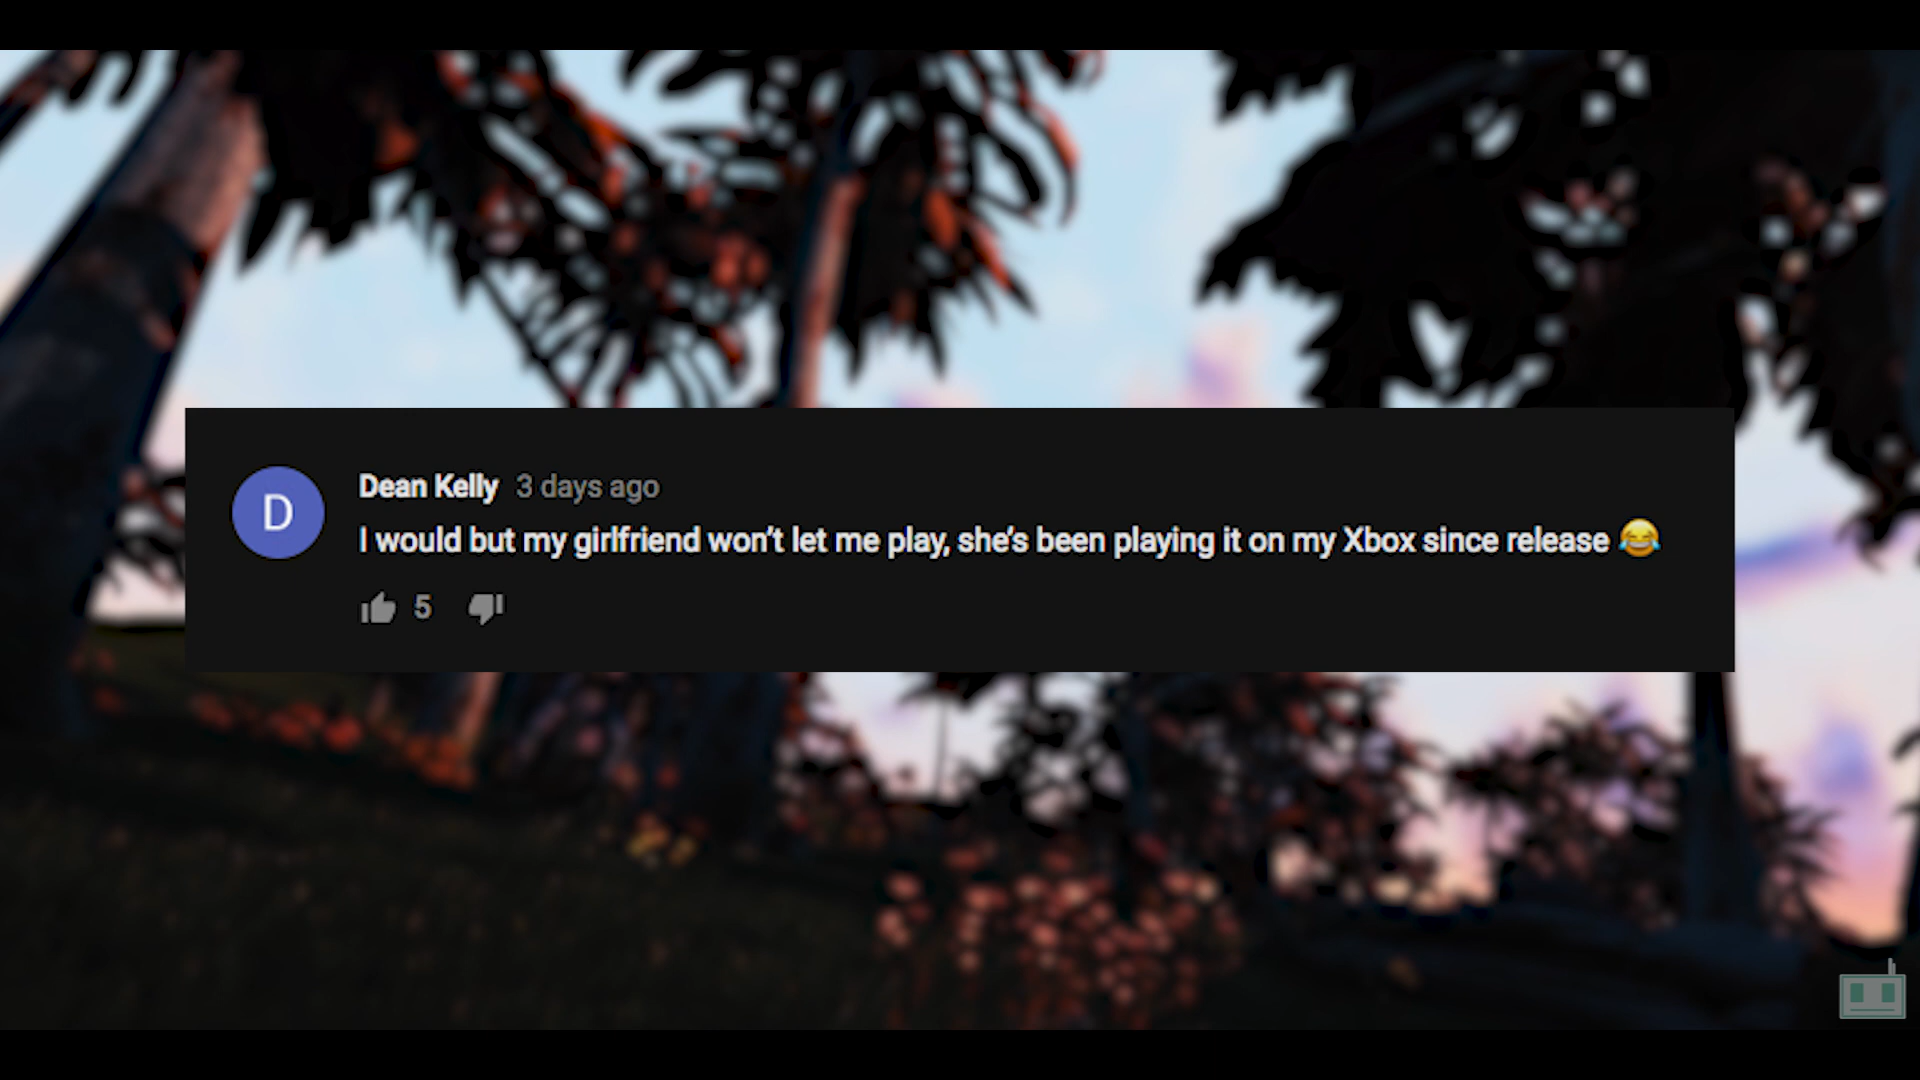 D
Dean Kelly 3 days ago
I would but my girlfriend won't let me play, she's been playing it on my Xbox since release 😂
5